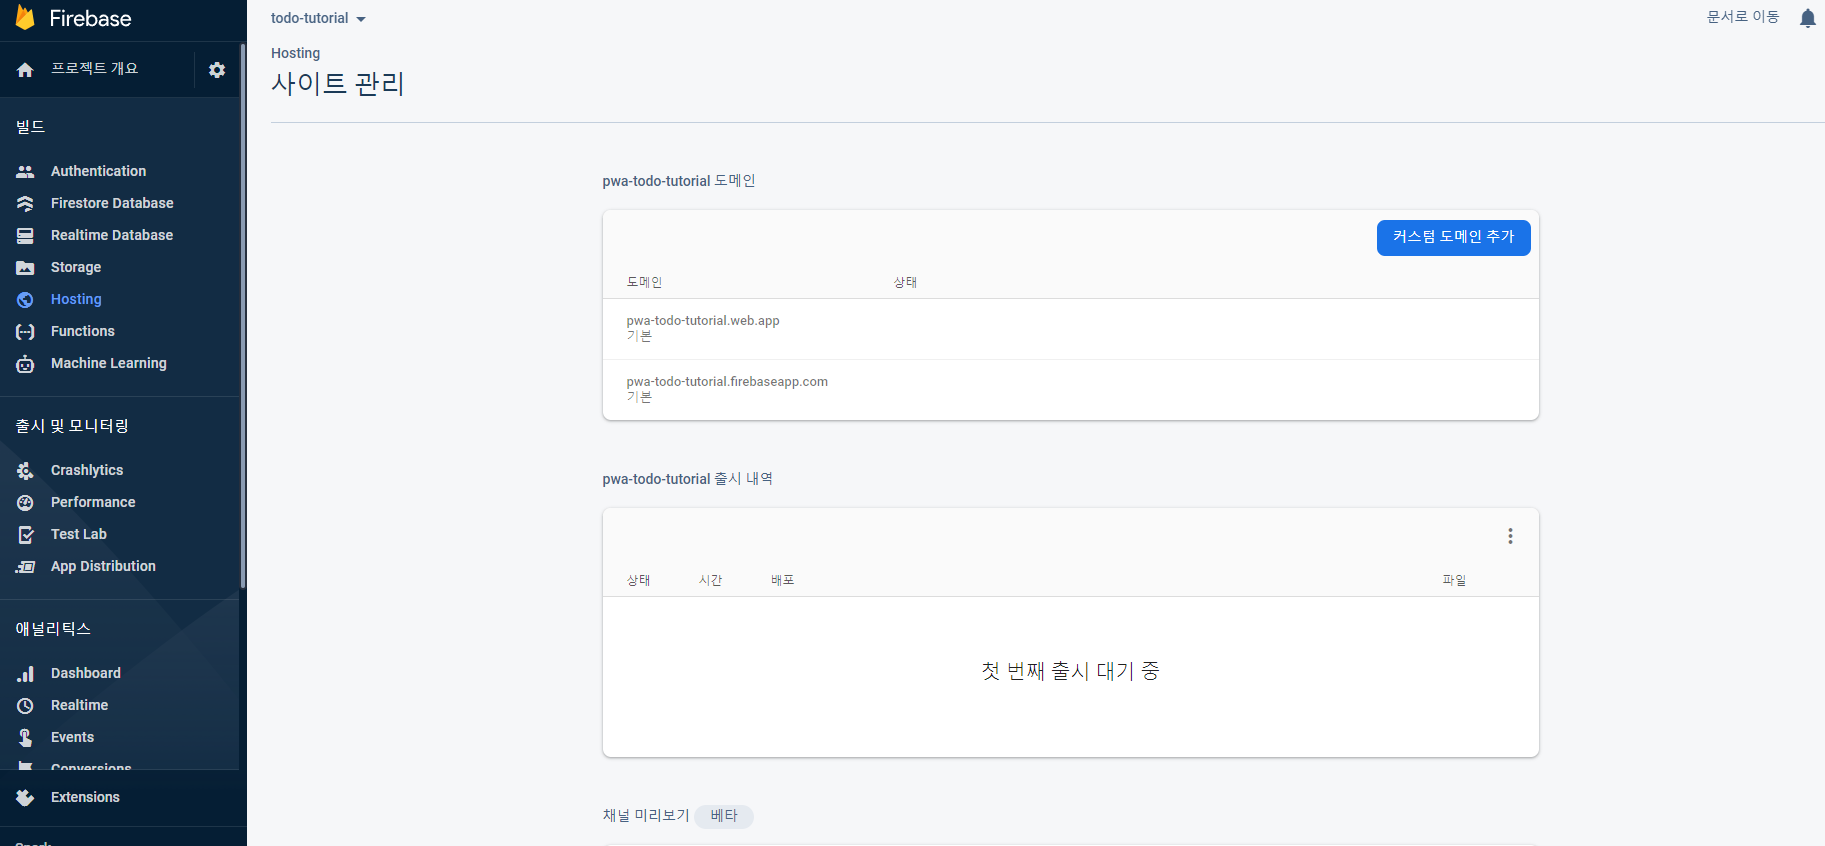 Firebase
프로젝트 개요
빌드
Authentication
Firestore Database
Realtime Database
Storage
Hosting
Functions
Machine Learning
출시 및 모니터링
Crashlytics
Performance
Test Lab
App Distribution
애널리틱스
Dashboard
Realtime
Events
Conversions
Extensions
Spark
todo-tutorial
문서로 이동
Hosting
사이트 관리
pwa-todo-tutorial 도메인
커스텀 도메인 추가
도메인 상태
pwa-todo-tutorial.web.app
기본
pwa-todo-tutorial.firebaseapp.com
기본
pwa-todo-tutorial 출시 내역
상태 시간 배포 파일
첫 번째 출시 대기 중
채널 미리보기 베타